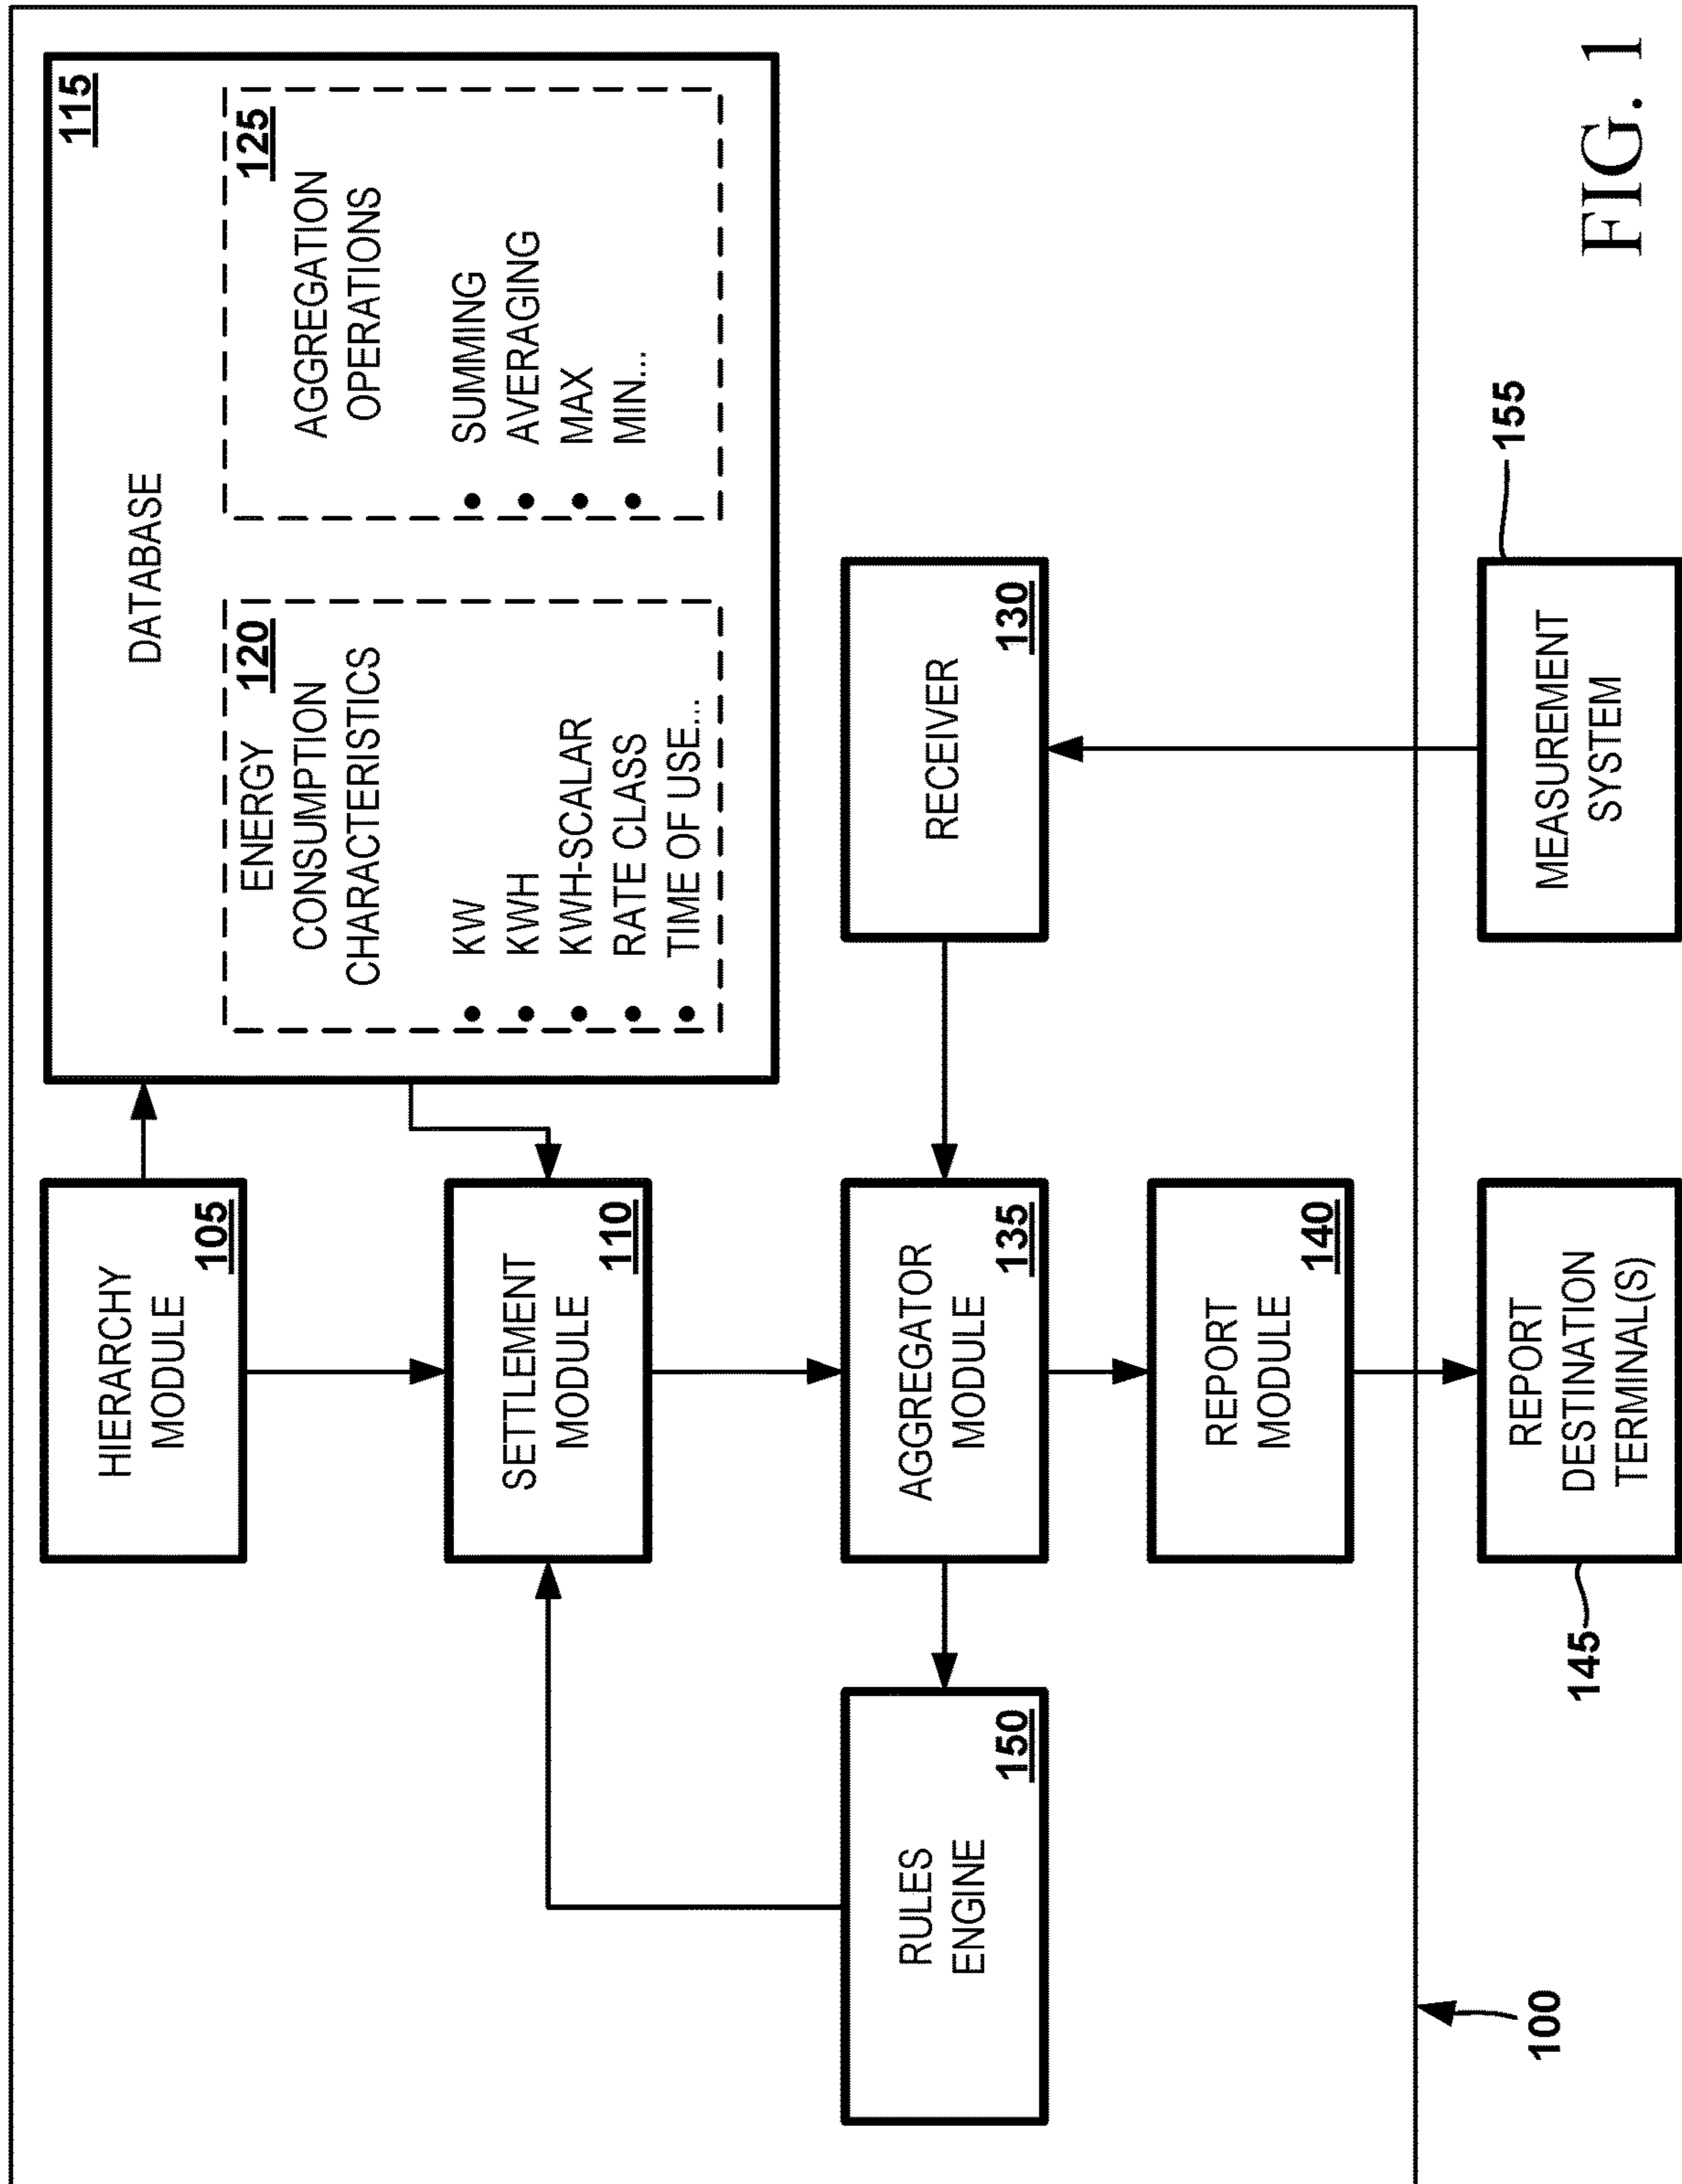 HIERARCHY
MODULE
105
DATABASE
115
ENERGY
120
CONSUMPTION
CHARACTERISTICS
• KW
• KWH
• KWH-SCALAR
• RATE CLASS
• TIME OF USE...
125
AGGREGATION
OPERATIONS
• SUMMING
• AVERAGING
• MAX
• MIN...
SETTLEMENT
MODULE
110
RULES
ENGINE
150
AGGREGATOR
MODULE
135
RECEIVER
130
REPORT
MODULE
140
100
145
REPORT
DESTINATION
TERMINAL(S)
MEASUREMENT
SYSTEM
155
FIG. 1